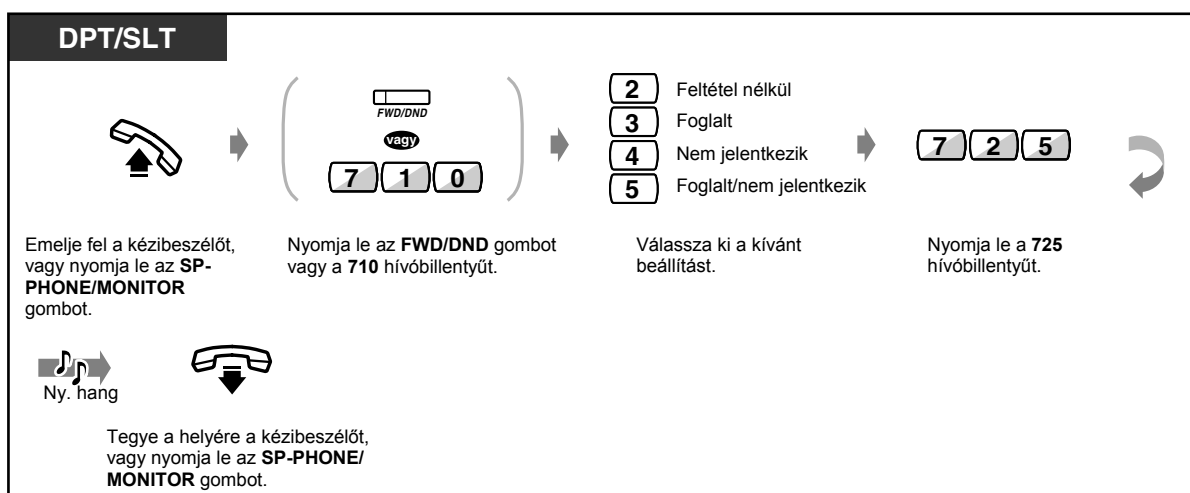 DPT/SLT
FWD/DND
vagy
7 1 0
2 Feltétel nélkül
3 Foglalt
4 Nem jelentkezik
5 Foglalt/nem jelentkezik
7 2 5
Emelje fel a kézibeszélőt,
vagy nyomja le az SP-
PHONE/MONITOR
gombot.
Nyomja le az FWD/DND gombot
vagy a 710 hívóbillentyűt.
Válassza ki a kívánt
beállítást.
Nyomja le a 725
hívóbillentyűt.
Ny. hang
Tegye a helyére a kézibeszélőt,
vagy nyomja le az SP-PHONE/
MONITOR gombot.